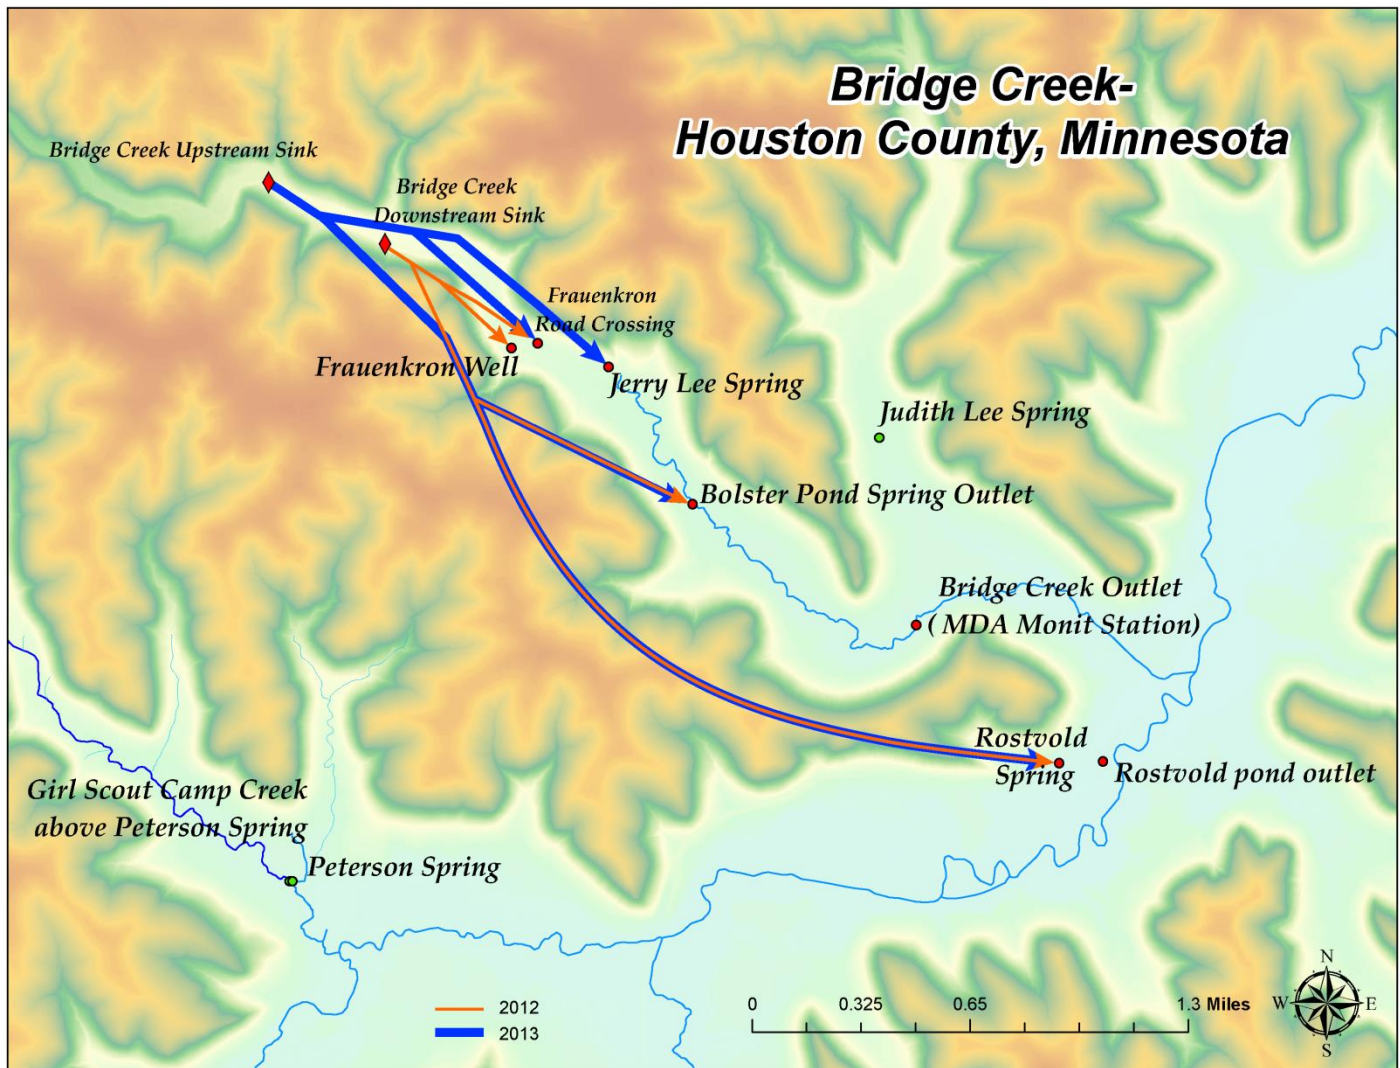 Bridge Creek-
Houston County, Minnesota
Bridge Creek Upstream Sink
Bridge Creek
Downstream Sink
Frauenkron
Road Crossing
Frauenkron Well
Jerry Lee Spring
Judith Lee Spring
Bolster Pond Spring Outlet
Bridge Creek Outlet
( MDA Monit Station)
Rostvold
Spring
Rostvold pond outlet
Girl Scout Camp Creek
above Peterson Spring
Peterson Spring
2012
2013
0 0.325 0.65 1.3 Miles
N
W E
S